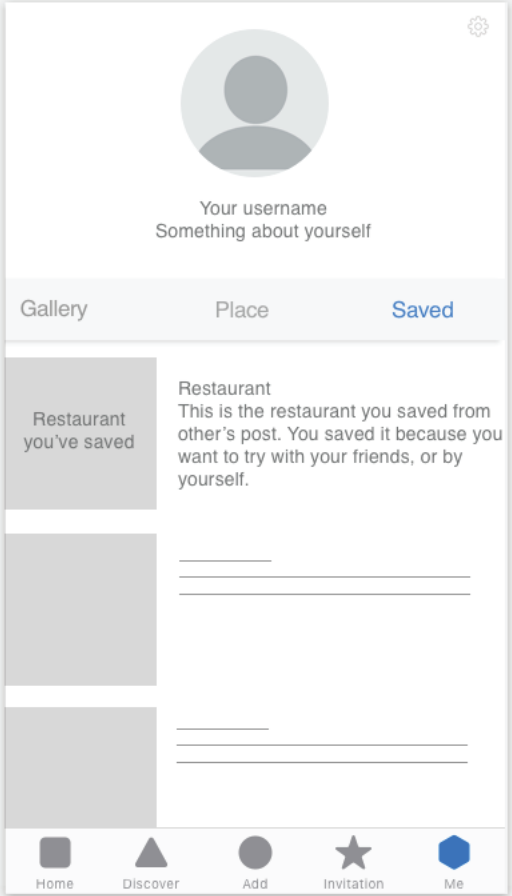 Your username
Something about yourself
Gallery
Place
Saved
Restaurant
you've saved
Restaurant
This is the restaurant you saved from
other's post. You saved it because you
want to try with your friends, or by
yourself.
Home
Discover
Add
Invitation
Me